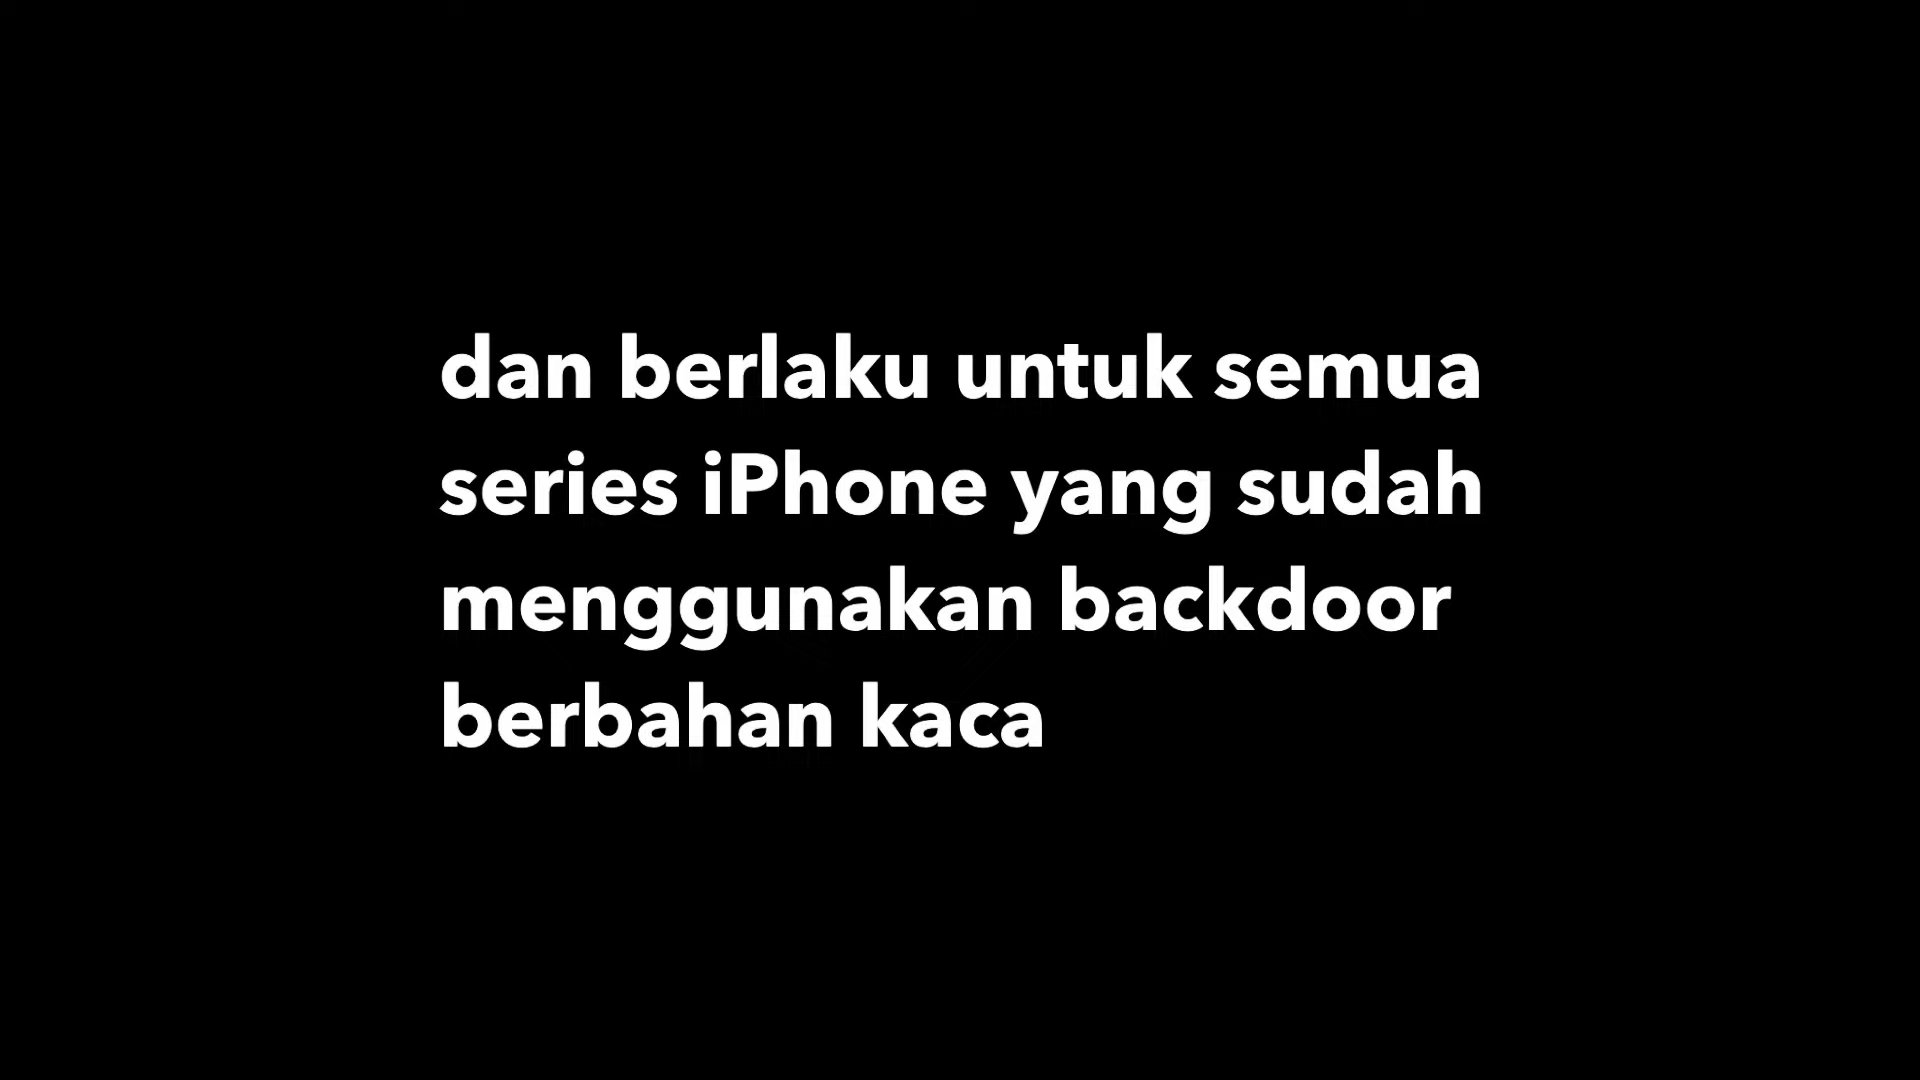 dan berlaku untuk semua
series iPhone yang sudah
menggunakan backdoor
berbahan kaca